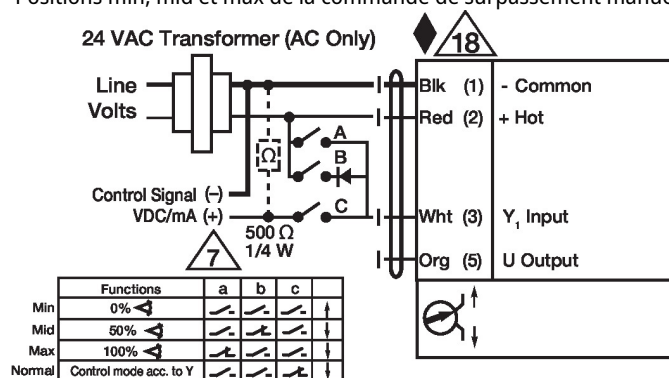 Positions min, mid et max de la commande de surpassement manue
24 VAC Transformer (AC Only)
18
Line
Volts
Blk (1) - Common
Red (2) + Hot
A
B
C
Ω
Control Signal (–)
VDC/mA (+)
Wht (3) Y₁ Input
500 Ω
1/4 W
7
Org (5) U Output
Functions a b c
Min 0%
Mid 50%
Max 100%
Normal Control mode acc. to Y